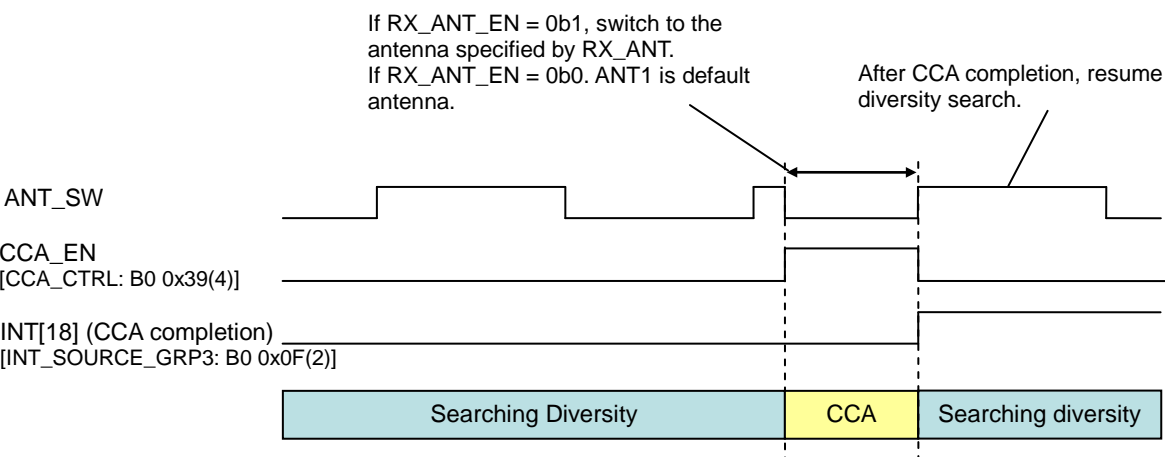 If RX_ANT_EN = 0b1, switch to the
antenna specified by RX_ANT.
If RX_ANT_EN = 0b0. ANT1 is default
antenna.
After CCA completion, resume
diversity search.
ANT_SW
CCA_EN
[CCA_CTRL: B0 0x39(4)]
INT[18] (CCA completion)
[INT_SOURCE_GRP3: B0 0x0F(2)]
Searching Diversity
CCA
Searching diversity